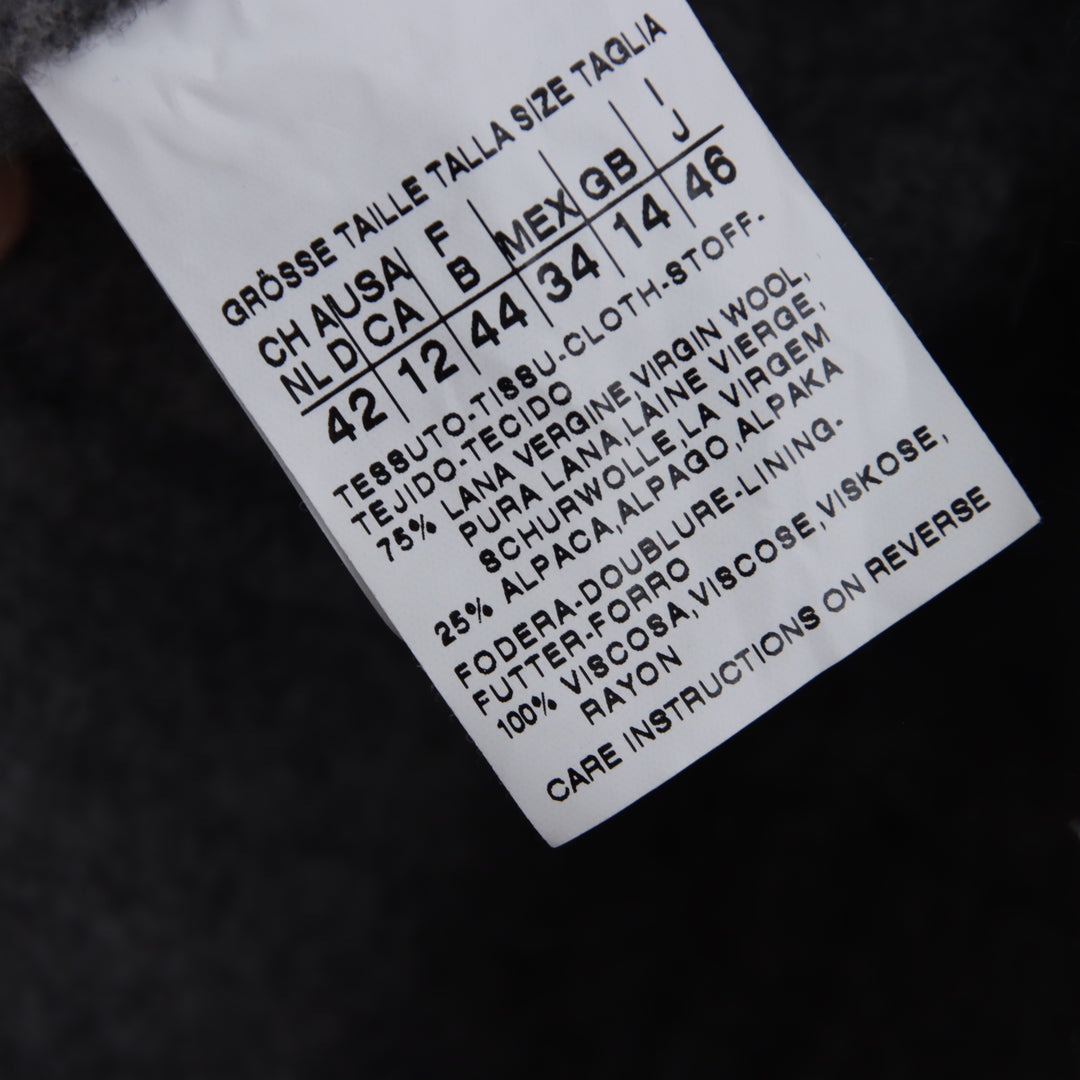 GRÖSSE TAILLE TALLA SIZE TAGLIA
CH A USA F MEX GB I
NL D CA B J
42 12 44 34 14 46
TESSUTO-TISSU-CLOTH-STOFF.
TEJIDO-TECIDO
75% LANA VERGINE,VIRGIN WOOL,
PURA LANA,LAINE VIERGE,
SCHURWOLLE,LA VIRGEM
25% ALPACA,ALPAGO,ALPAKA
FODERA-DOUBLURE-LINING-
FUTTER-FORRO
100% VISCOSA,VISCOSE,VISKOSE,
RAYON
CARE INSTRUCTIONS ON REVERSE